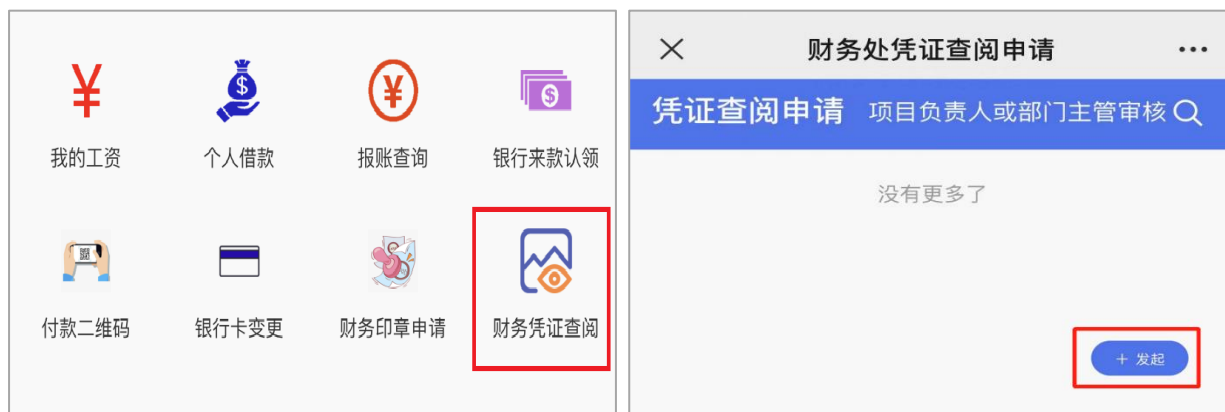 我的工资 个人借款 报账查询 银行来款认领
付款二维码 银行卡变更 财务印章申请 财务凭证查阅
财务处凭证查阅申请
凭证查阅申请 项目负责人或部门主管审核
没有更多了
+ 发起